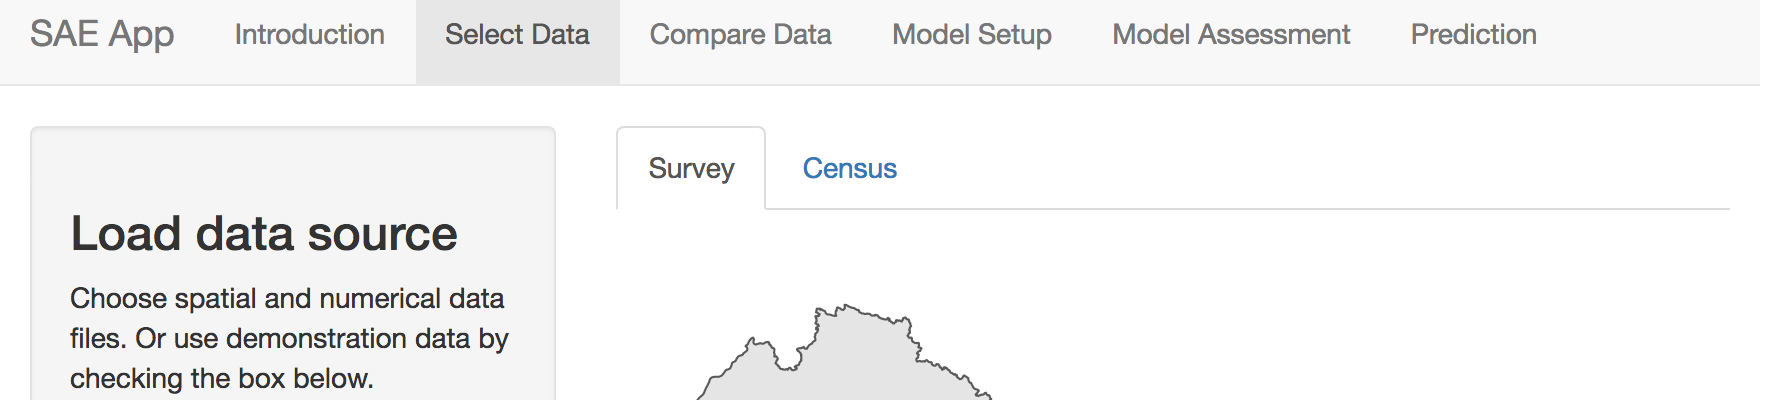 SAE App Introduction Select Data Compare Data Model Setup Model Assessment Prediction
Survey Census
Load data source
Choose spatial and numerical data
files. Or use demonstration data by
checking the box below.